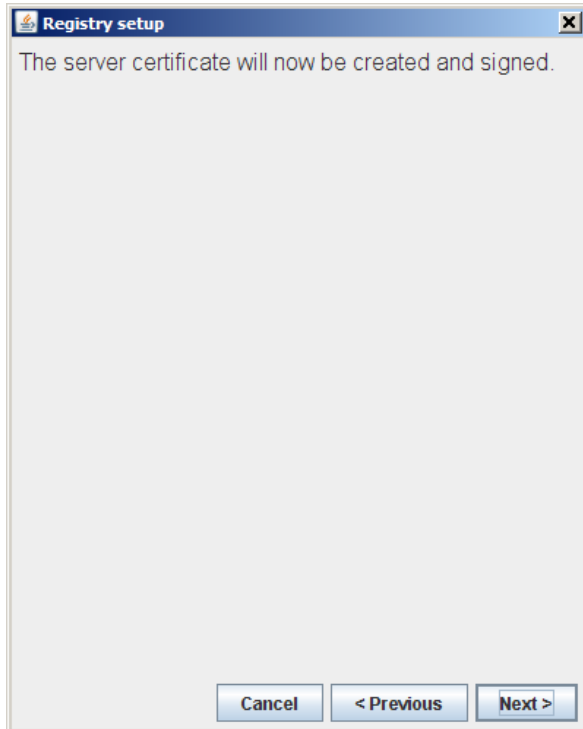 Registry setup
The server certificate will now be created and signed.
Cancel < Previous Next >